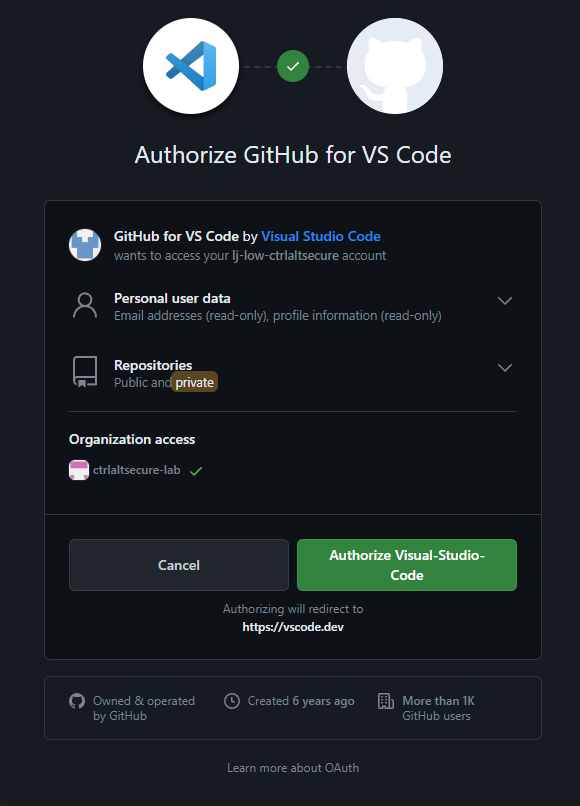 Authorize GitHub for VS Code
GitHub for VS Code by Visual Studio Code
wants to access your lj-low-ctrlaltsecure account
Personal user data
Email addresses (read-only), profile information (read-only)
Repositories
Public and private
Organization access
ctrlaltsecure-lab
Cancel
Authorize Visual-Studio-
Code
Authorizing will redirect to
https://vscode.dev
Owned & operated
by GitHub
Created 6 years ago
More than 1K
GitHub users
Learn more about OAuth